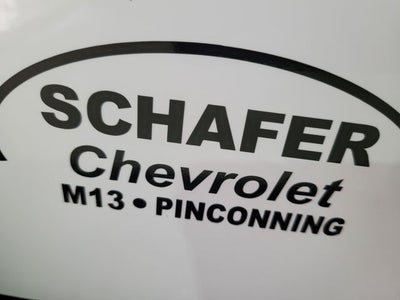 SCHAFER
Chevrolet
M13 • PINCONNING